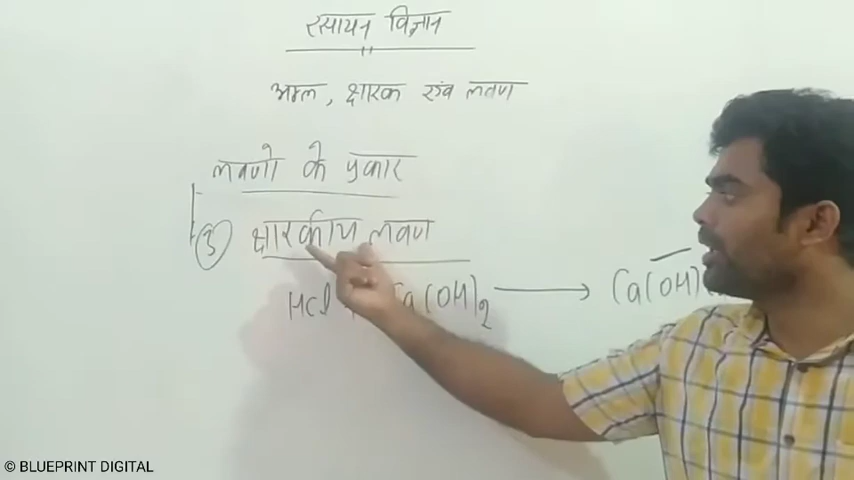 रसायन विज्ञान
अम्ल, क्षारक एवं लवण
लवणो के प्रकार
(3) क्षारकीय लवण
HCl + Ca(OH)2 ⟶ Ca(OH)
© BLUEPRINT DIGITAL